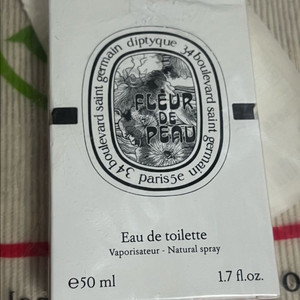 diptyque 34 boulevard saint germain paris5e 34 boulevard saint germain
FLEUR
DE
PEAU
Eau de toilette
Vaporisateur - Natural spray
e50 ml 1.7 fl.oz.